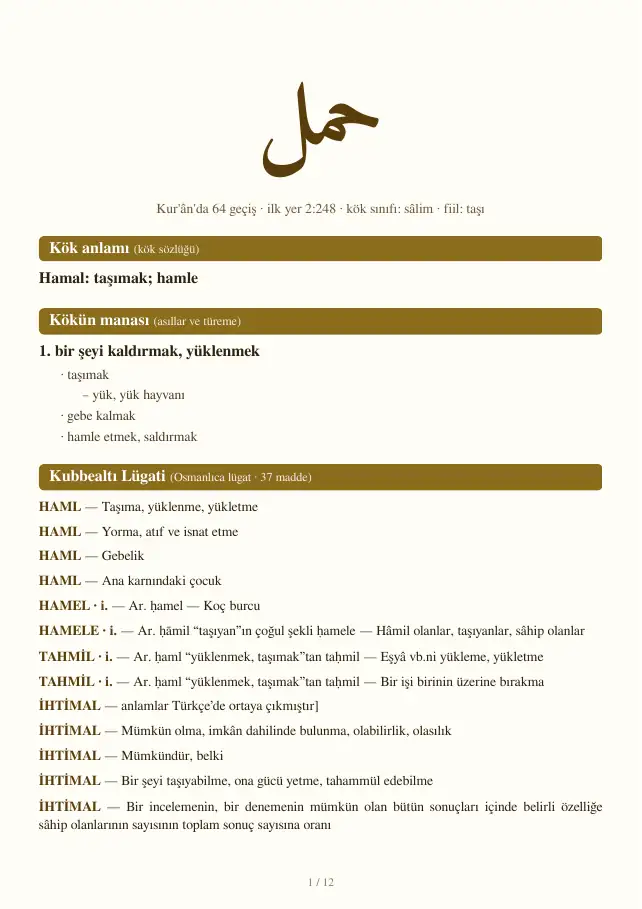 حمل
Kur'ân'da 64 geçiş · ilk yer 2:248 · kök sınıfı: sâlim · fiil: taşı
Kök anlamı (kök sözlüğü)
Hamal: taşımak; hamle
Kökün manası (asıllar ve türeme)
1. bir şeyi kaldırmak, yüklenmek
· taşımak
– yük, yük hayvanı
· gebe kalmak
· hamle etmek, saldırmak
Kubbealtı Lügati (Osmanlıca lügat · 37 madde)
HAML — Taşıma, yüklenme, yükletme
HAML — Yorma, atıf ve isnat etme
HAML — Gebelik
HAML — Ana karnındaki çocuk
HAMEL · i. — Ar. ḥamel — Koç burcu
HAMELE · i. — Ar. ḥāmil “taşıyan”ın çoğul şekli ḥamele — Hâmil olanlar, taşıyanlar, sâhip olanlar
TAHMİL · i. — Ar. ḥaml “yüklenmek, taşımak”tan taḥmіl — Eşyâ vb.ni yükleme, yükletme
TAHMİL · i. — Ar. ḥaml “yüklenmek, taşımak”tan taḥmіl — Bir işi birinin üzerine bırakma
İHTİMAL — anlamlar Türkçe’de ortaya çıkmıştır]
İHTİMAL — Mümkün olma, imkân dahilinde bulunma, olabilirlik, olasılık
İHTİMAL — Mümkündür, belki
İHTİMAL — Bir şeyi taşıyabilme, ona gücü yetme, tahammül edebilme
İHTİMAL — Bir incelemenin, bir denemenin mümkün olan bütün sonuçları içinde belirli özelliğe
sâhip olanlarının sayısının toplam sonuç sayısına oranı
1 / 12